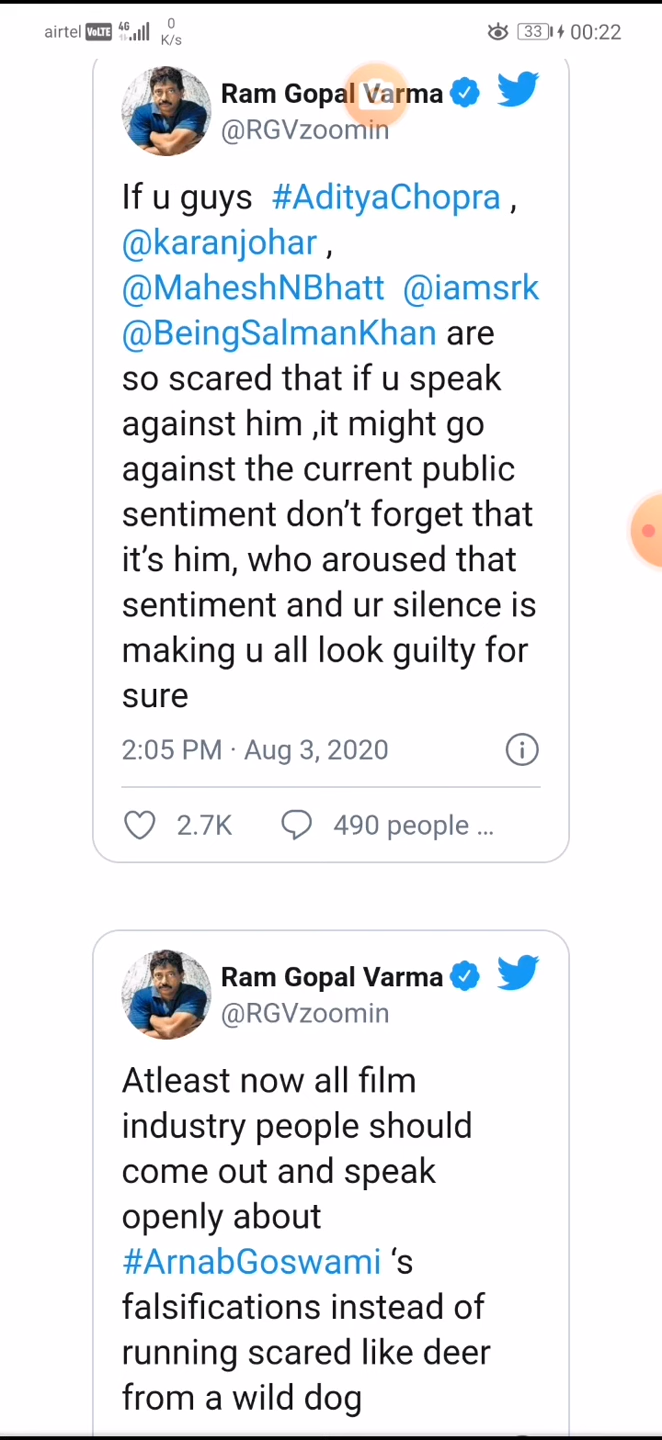 airtel VoLTE 4G 0 K/s 33 00:22
Ram Gopal Varma
@RGVzoomin
If u guys #AdityaChopra ,
@karanjohar ,
@MaheshNBhatt @iamsrk
@BeingSalmanKhan are
so scared that if u speak
against him ,it might go
against the current public
sentiment don’t forget that
it’s him, who aroused that
sentiment and ur silence is
making u all look guilty for
sure
2:05 PM · Aug 3, 2020
2.7K 490 people ...
Ram Gopal Varma
@RGVzoomin
Atleast now all film
industry people should
come out and speak
openly about
#ArnabGoswami ‘s
falsifications instead of
running scared like deer
from a wild dog